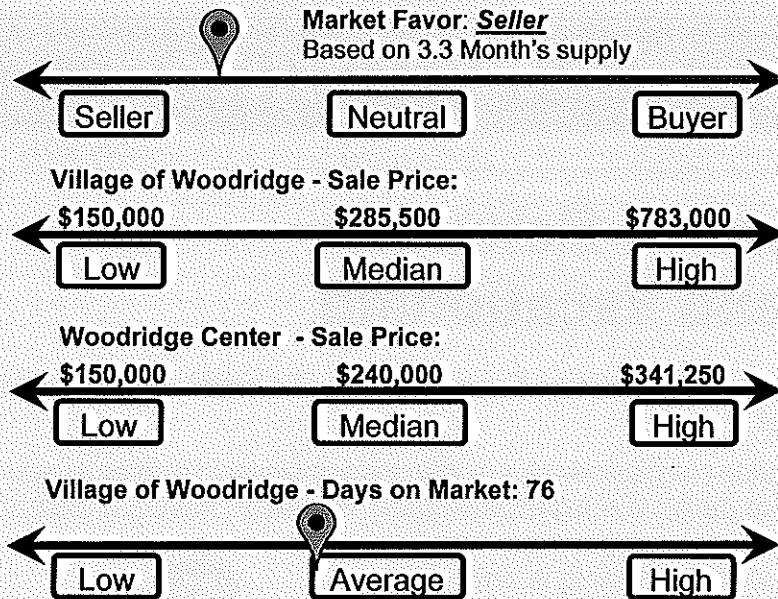 Market Favor: Seller
Based on 3.3 Month's supply
Seller Neutral Buyer
Village of Woodridge - Sale Price:
$150,000 $285,500 $783,000
Low Median High
Woodridge Center - Sale Price:
$150,000 $240,000 $341,250
Low Median High
Village of Woodridge - Days on Market: 76
Low Average High